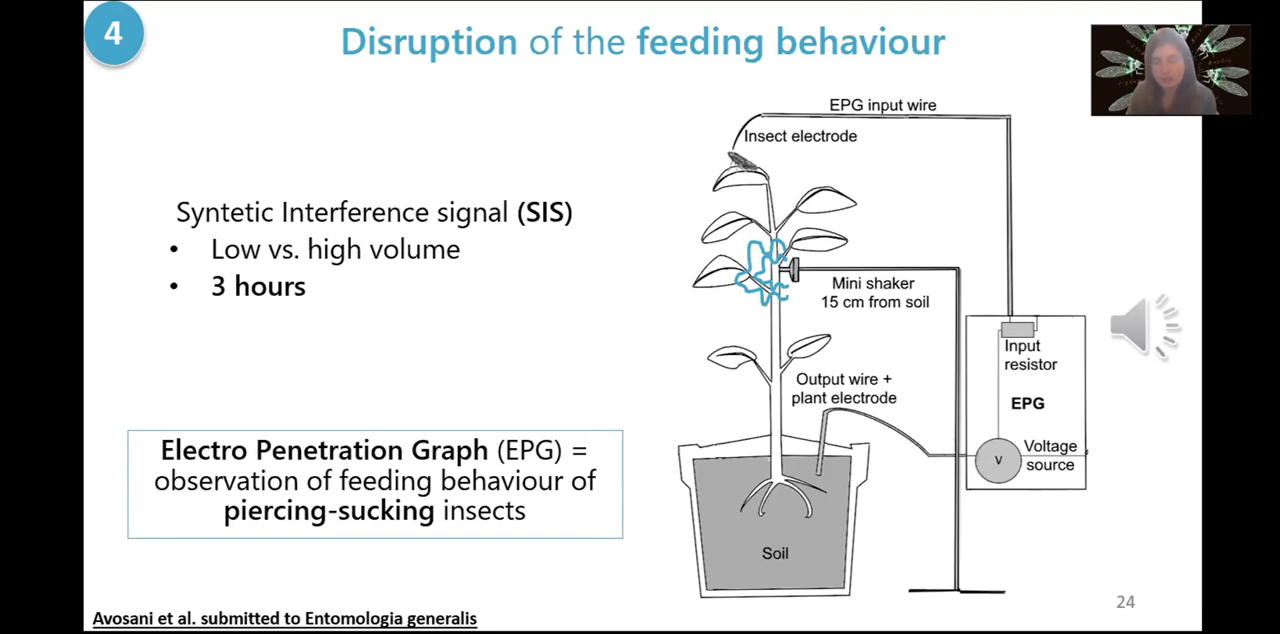 4
Disruption of the feeding behaviour
EPG input wire
Insect electrode
Syntetic Interference signal (SIS)
• Low vs. high volume
• 3 hours
Mini shaker
15 cm from soil
Input
resistor
Output wire +
plant electrode
EPG
Voltage
source
V
Electro Penetration Graph (EPG) =
observation of feeding behaviour of
piercing-sucking insects
Soil
24
Avosani et al. submitted to Entomologia generalis